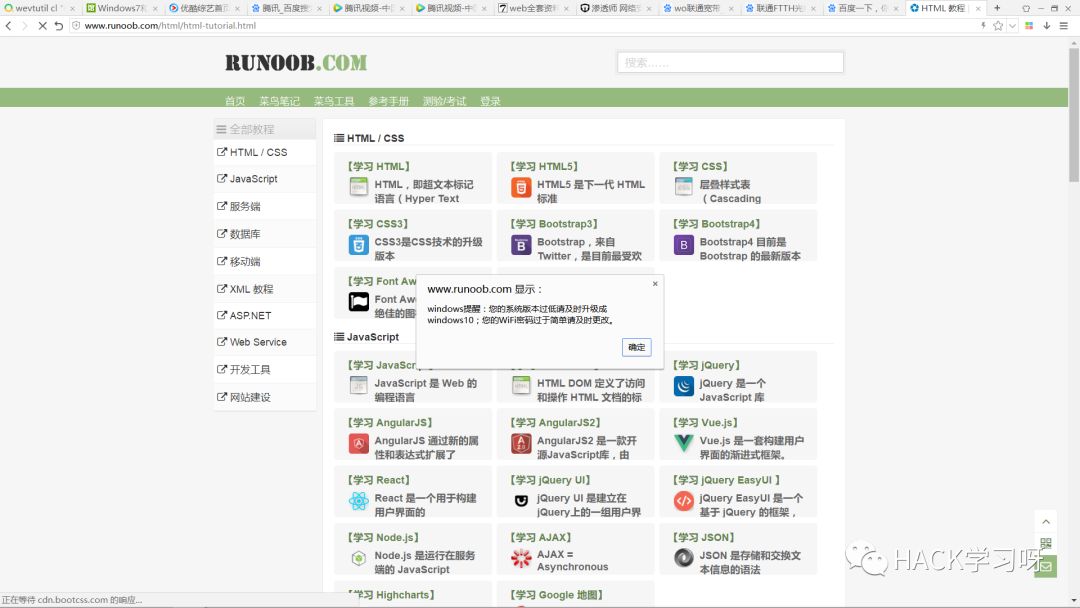 wevtutil cl
Windows7和
优酷综艺首页
腾讯_百度搜
腾讯视频-中
腾讯视频-中
web全套资料
渗透师 网络
wo联通宽带
联通FTTH光
百度一下，你
HTML 教程
www.runoob.com/html/html-tutorial.html
RUNOOB.COM
搜索......
首页 菜鸟笔记 菜鸟工具 参考手册 测验/考试 登录
全部教程
HTML / CSS
JavaScript
服务端
数据库
移动端
XML 教程
ASP.NET
Web Service
开发工具
网站建设
HTML / CSS
【学习 HTML】
HTML，即超文本标记
语言（Hyper Text
【学习 HTML5】
HTML5 是下一代 HTML
标准
【学习 CSS】
层叠样式表
（Cascading
【学习 CSS3】
CSS3是CSS技术的升级
版本
【学习 Bootstrap3】
Bootstrap，来自
Twitter，是目前最受欢
【学习 Bootstrap4】
Bootstrap4 目前是
Bootstrap 的最新版本
【学习 Font Aw
Font Aw
绝佳的图
www.runoob.com 显示：
×
windows提醒：您的系统版本过低请及时升级成
windows10；您的WiFi密码过于简单请及时更改。
确定
JavaScript
【学习 JavaScr
JavaScript 是 Web 的
编程语言
HTML DOM 定义了访问
和操作 HTML 文档的标
【学习 jQuery】
jQuery 是一个
JavaScript 库
【学习 AngularJS】
AngularJS 通过新的属
性和表达式扩展了
【学习 AngularJS2】
AngularJS2 是一款开
源JavaScript库，由
【学习 Vue.js】
Vue.js 是一套构建用户
界面的渐进式框架。
【学习 React】
React 是一个用于构建
用户界面的
【学习 jQuery UI】
jQuery UI 是建立在
jQuery上的一组用户界
【学习 jQuery EasyUI 】
jQuery EasyUI 是一个
基于 jQuery 的框架，
【学习 Node.js】
Node.js 是运行在服务
端的 JavaScript
【学习 AJAX】
AJAX =
Asynchronous
【学习 JSON】
JSON 是存储和交换文
本信息的语法
【学习 Highcharts】
【学习 Google 地图】
正在等待 cdn.bootcss.com 的响应...
HACK学习呀